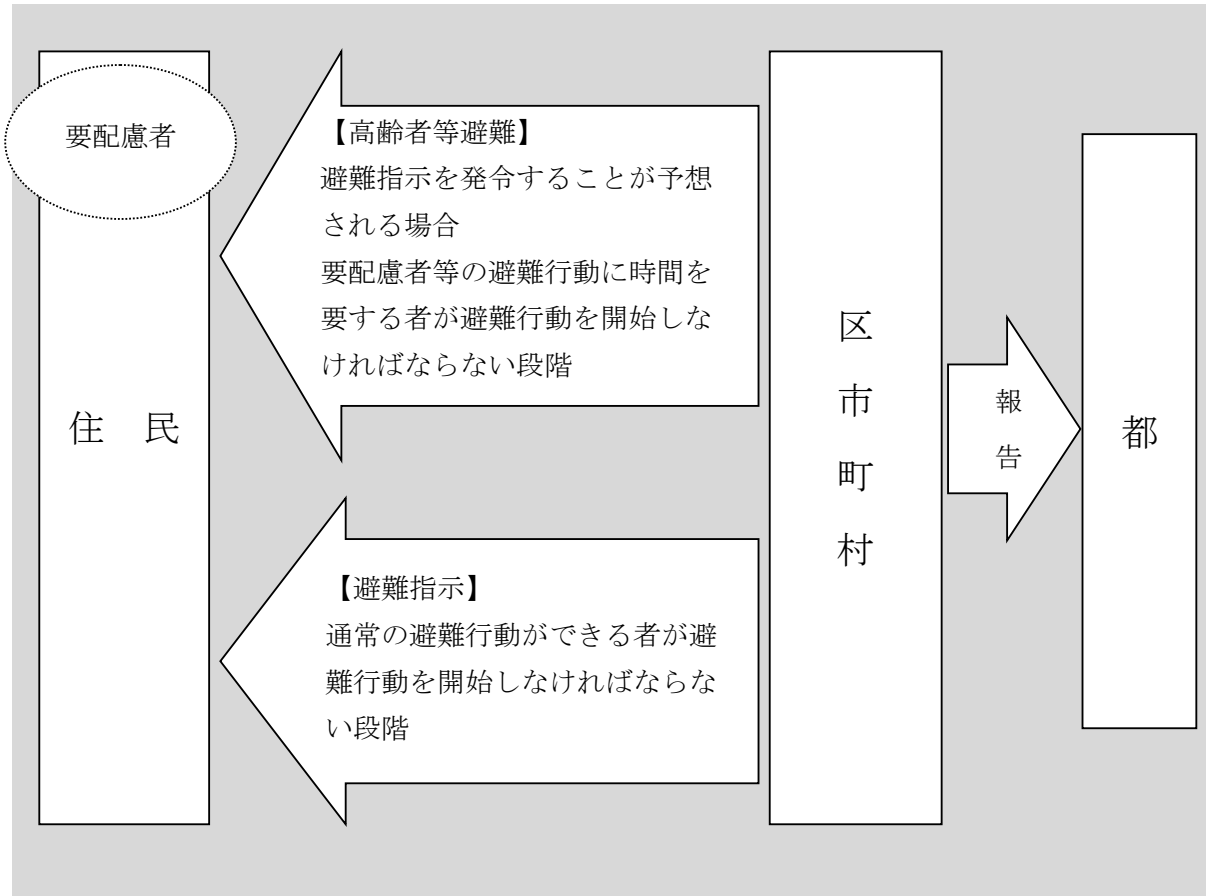 要配慮者
住　民
【高齢者等避難】
避難指示を発令することが予想
される場合
要配慮者等の避難行動に時間を
要する者が避難行動を開始しな
ければならない段階
【避難指示】
通常の避難行動ができる者が避
難行動を開始しなければならな
い段階
区市町村
報告
都